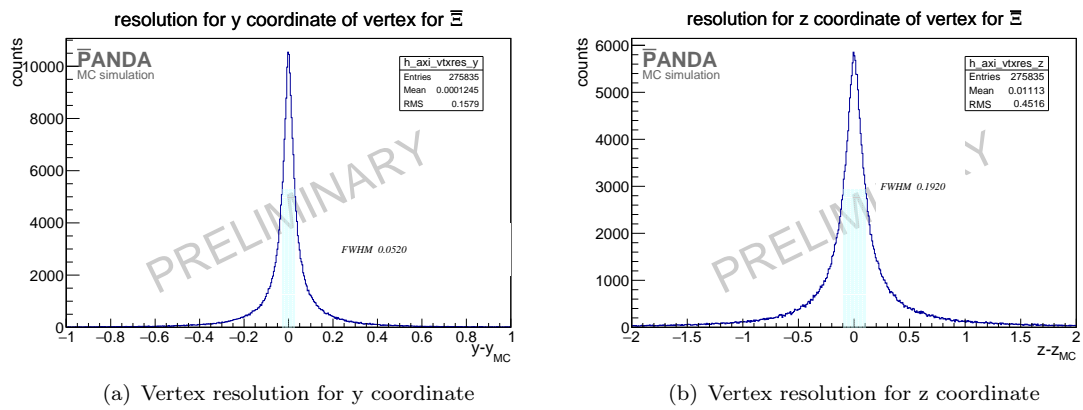 resolution for y coordinate of vertex for Ξ̅
counts
P̅ANDA
MC simulation
h_axi_vtxres_y
Entries 275835
Mean 0.0001245
RMS 0.1579
10000
8000
6000
4000
2000
0
PRELIMINARY
FWHM 0.0520
−1 −0.8 −0.6 −0.4 −0.2 0 0.2 0.4 0.6 0.8 1
y-y_MC
(a) Vertex resolution for y coordinate
resolution for z coordinate of vertex for Ξ̅
counts
P̅ANDA
MC simulation
h_axi_vtxres_z
Entries 275835
Mean 0.01113
RMS 0.4516
6000
5000
4000
3000
2000
1000
0
FWHM 0.1920
−2 −1.5 −1 −0.5 0 0.5 1 1.5 2
z-z_MC
(b) Vertex resolution for z coordinate